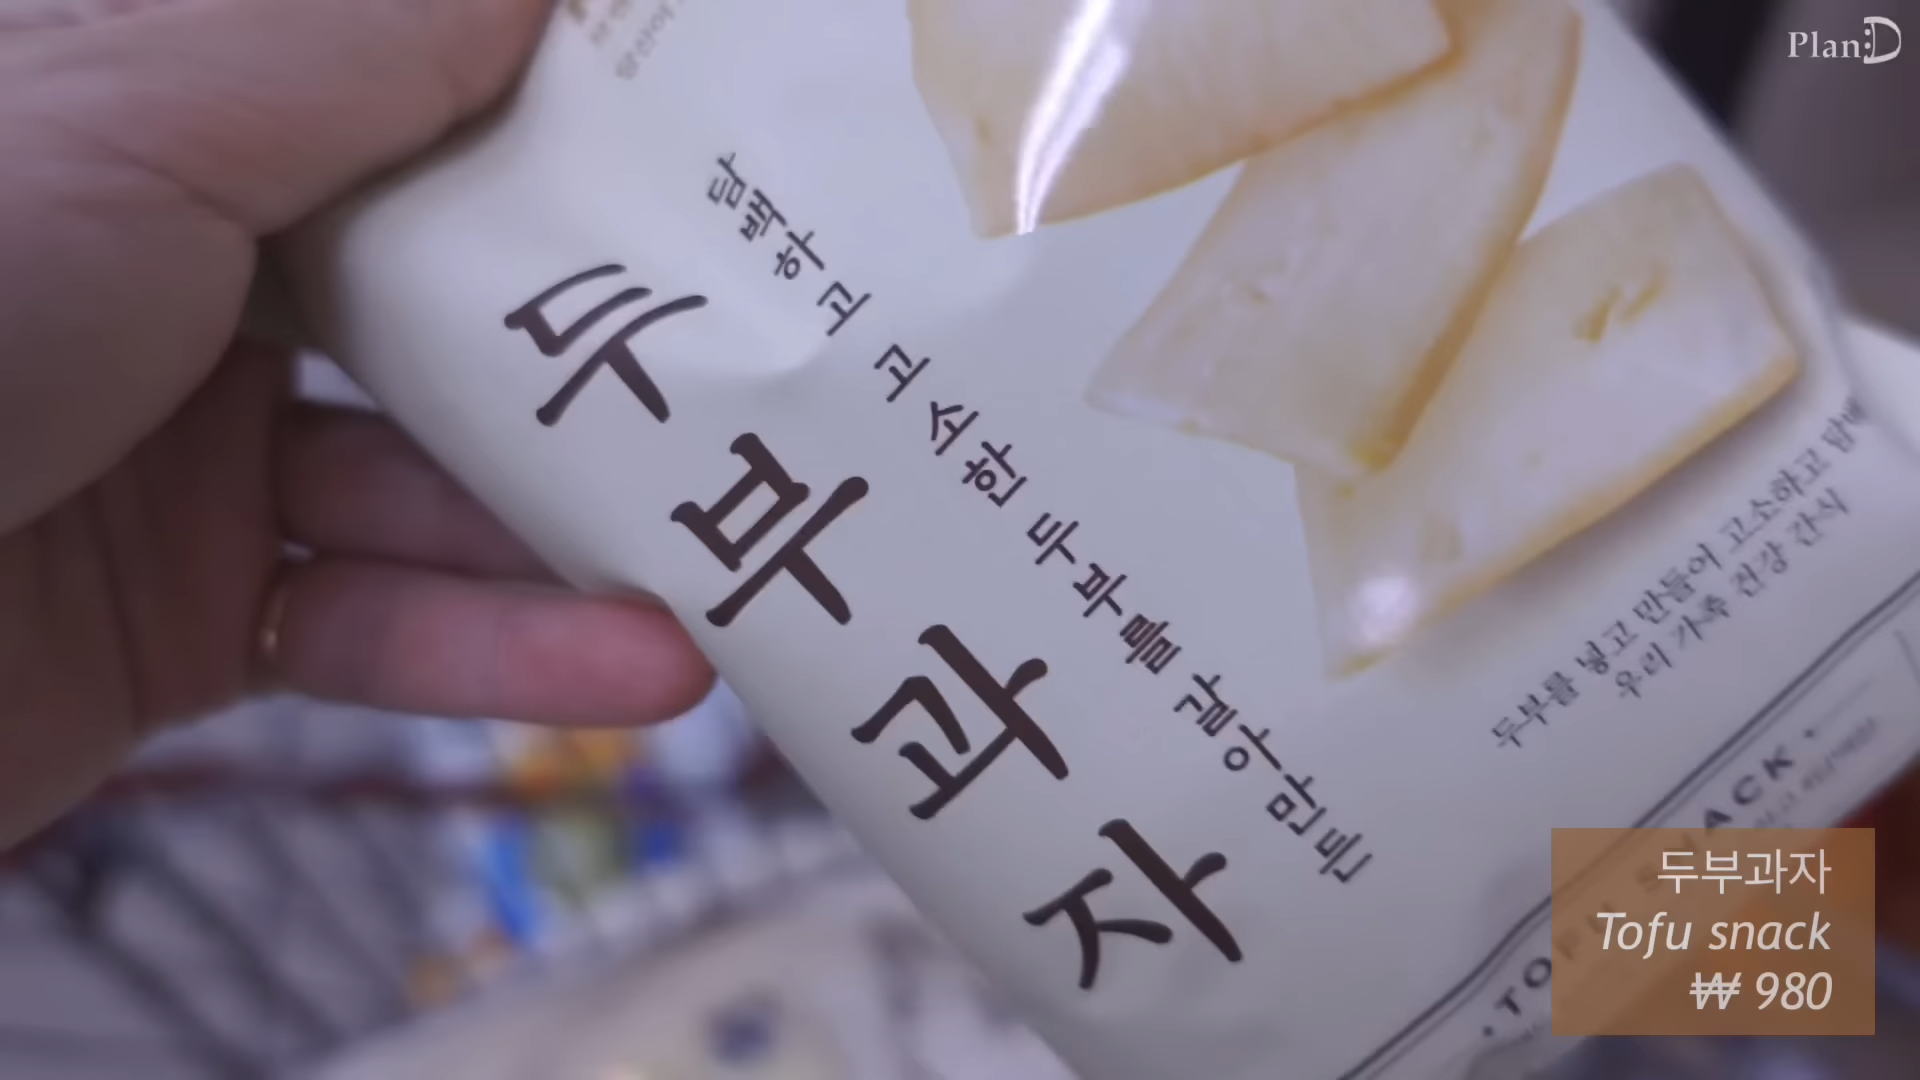 Plan:D
담백하고 고소한 두부를 갈아만든
두부과자
두부를 넣고 만들어 고소하고
우리 가족 건강 간식
• TOFU SNACK •
두부과자
Tofu snack
₩ 980